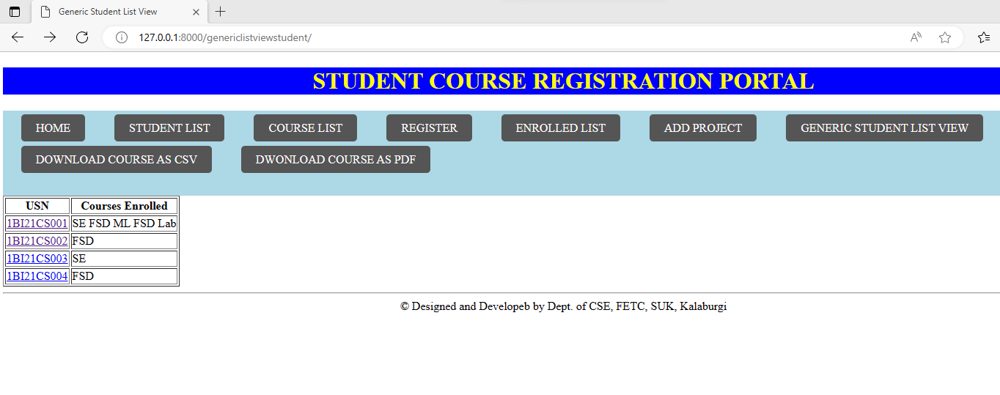 Generic Student List View
127.0.0.1:8000/genericlistviewstudent/
STUDENT COURSE REGISTRATION PORTAL
HOME STUDENT LIST COURSE LIST REGISTER ENROLLED LIST ADD PROJECT GENERIC STUDENT LIST VIEW
DOWNLOAD COURSE AS CSV DWONLOAD COURSE AS PDF
USN Courses Enrolled
1BI21CS001 SE FSD ML FSD Lab
1BI21CS002 FSD
1BI21CS003 SE
1BI21CS004 FSD
© Designed and Developeb by Dept. of CSE, FETC, SUK, Kalaburgi